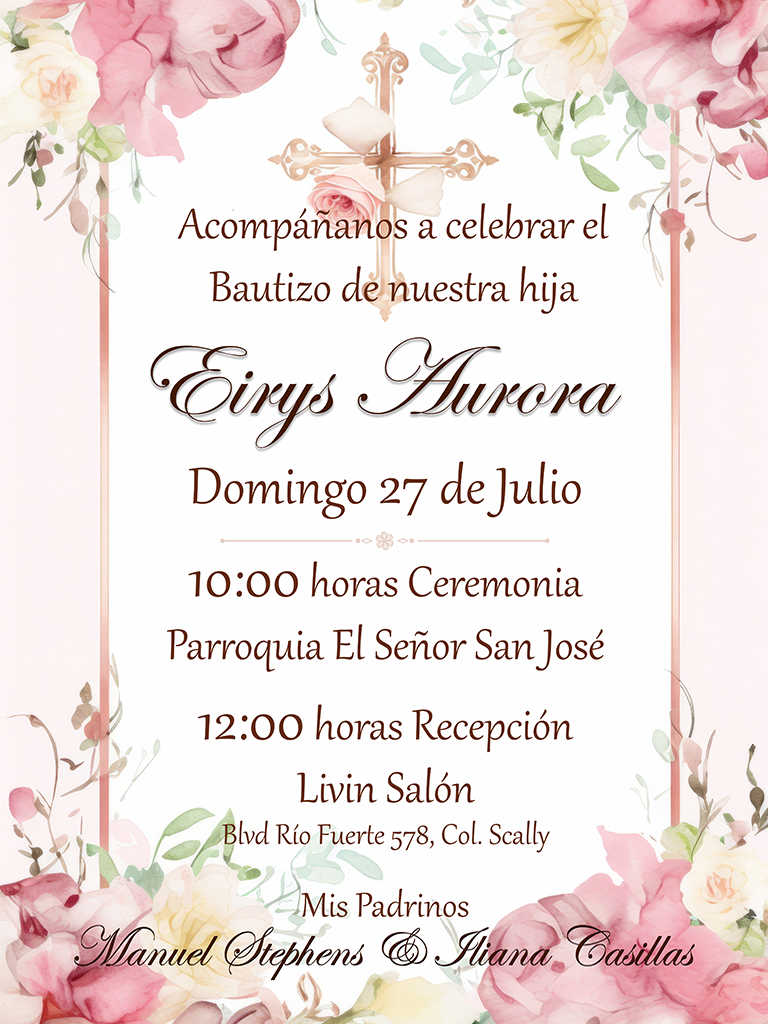 Acompáñanos a celebrar el
Bautizo de nuestra hija
Eirys Aurora
Domingo 27 de Julio
10:00 horas Ceremonia
Parroquia El Señor San José
12:00 horas Recepción
Livin Salón
Blvd Río Fuerte 578, Col. Scally
Mis Padrinos
Manuel Stephens & Iliana Casillas